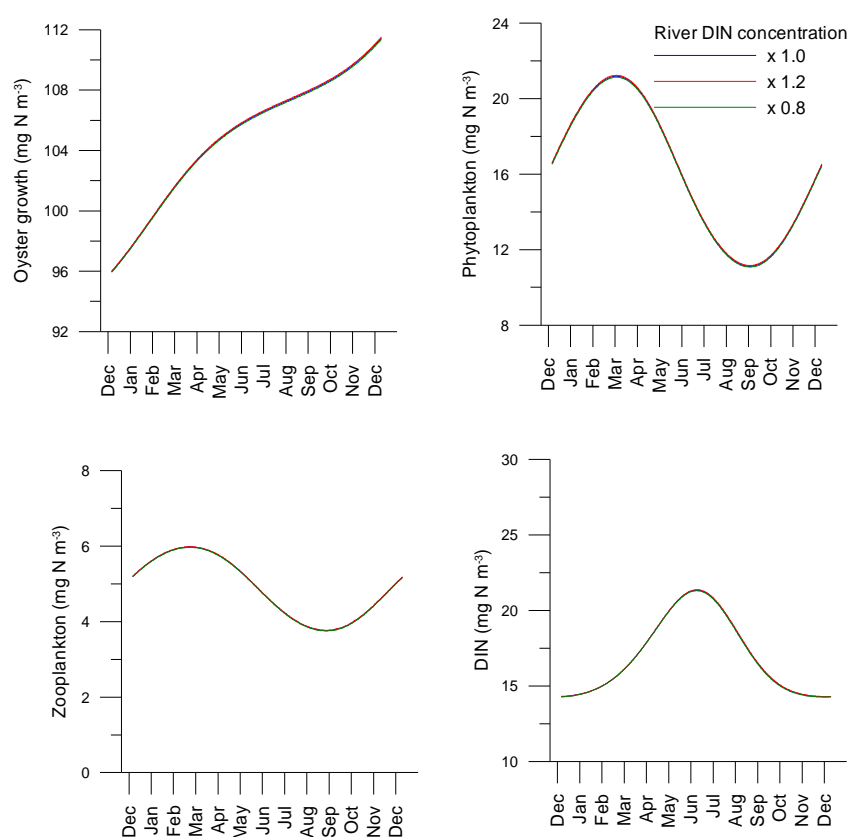 112
108
104
100
96
92
Oyster growth (mg N m⁻³)
Dec Jan Feb Mar Apr May Jun Jul Aug Sep Oct Nov Dec
24
20
16
12
8
Phytoplankton (mg N m⁻³)
River DIN concentration
x 1.0
x 1.2
x 0.8
Dec Jan Feb Mar Apr May Jun Jul Aug Sep Oct Nov Dec
8
6
4
2
0
Zooplankton (mg N m⁻³)
Dec Jan Feb Mar Apr May Jun Jul Aug Sep Oct Nov Dec
30
25
20
15
10
DIN (mg N m⁻³)
Dec Jan Feb Mar Apr May Jun Jul Aug Sep Oct Nov Dec